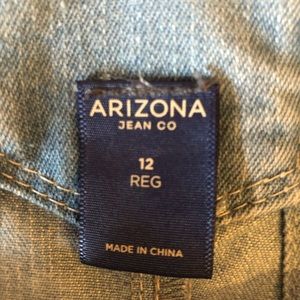 ARIZONA
JEAN CO
12
REG
MADE IN CHINA